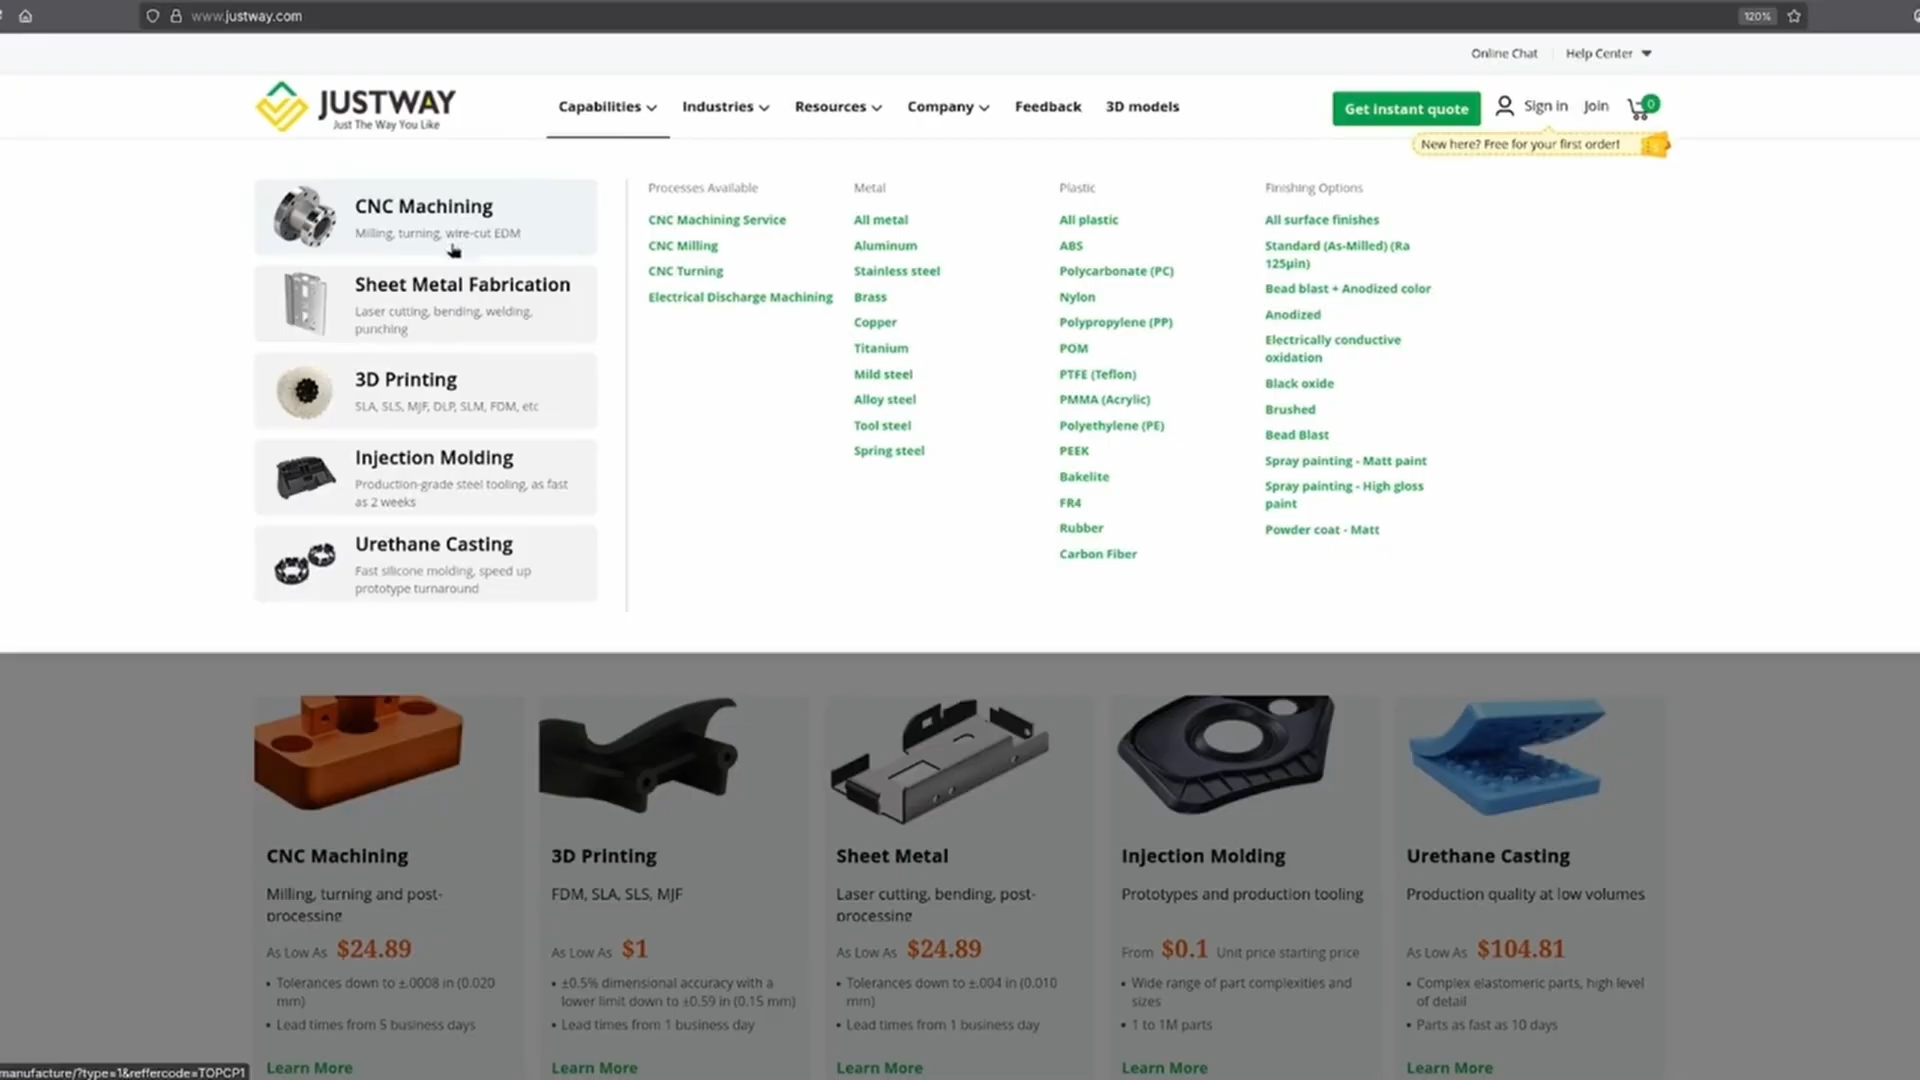 www.justway.com
120%
Online Chat
Help Center
JUSTWAY
Just The Way You Like
Capabilities
Industries
Resources
Company
Feedback
3D models
Get instant quote
Sign in
Join
0
New here? Free for your first order!
CNC Machining
Milling, turning, wire-cut EDM
Sheet Metal Fabrication
Laser cutting, bending, welding,
punching
3D Printing
SLA, SLS, MJF, DLP, SLM, FDM, etc
Injection Molding
Production-grade steel tooling, as fast
as 2 weeks
Urethane Casting
Fast silicone molding, speed up
prototype turnaround
Processes Available
CNC Machining Service
CNC Milling
CNC Turning
Electrical Discharge Machining
Metal
All metal
Aluminum
Stainless steel
Brass
Copper
Titanium
Mild steel
Alloy steel
Tool steel
Spring steel
Plastic
All plastic
ABS
Polycarbonate (PC)
Nylon
Polypropylene (PP)
POM
PTFE (Teflon)
PMMA (Acrylic)
Polyethylene (PE)
PEEK
Bakelite
FR4
Rubber
Carbon Fiber
Finishing Options
All surface finishes
Standard (As-Milled) (Ra
125µin)
Bead blast + Anodized color
Anodized
Electrically conductive
oxidation
Black oxide
Brushed
Bead Blast
Spray painting - Matt paint
Spray painting - High gloss
paint
Powder coat - Matt
CNC Machining
Milling, turning and post-
processing
As Low As $24.89
• Tolerances down to ±.0008 in (0.020
mm)
• Lead times from 5 business days
Learn More
3D Printing
FDM, SLA, SLS, MJF
As Low As $1
• ±0.5% dimensional accuracy with a
lower limit down to ±0.59 in (0.15 mm)
• Lead times from 1 business day
Learn More
Sheet Metal
Laser cutting, bending, post-
processing
As Low As $24.89
• Tolerances down to ±.004 in (0.010
mm)
• Lead times from 1 business day
Learn More
Injection Molding
Prototypes and production tooling
From $0.1 Unit price starting price
• Wide range of part complexities and
sizes
• 1 to 1M parts
Learn More
Urethane Casting
Production quality at low volumes
As Low As $104.81
• Complex elastomeric parts, high level
of detail
• Parts as fast as 10 days
Learn More
manufacture/?type=1&reffercode=TOPCP1